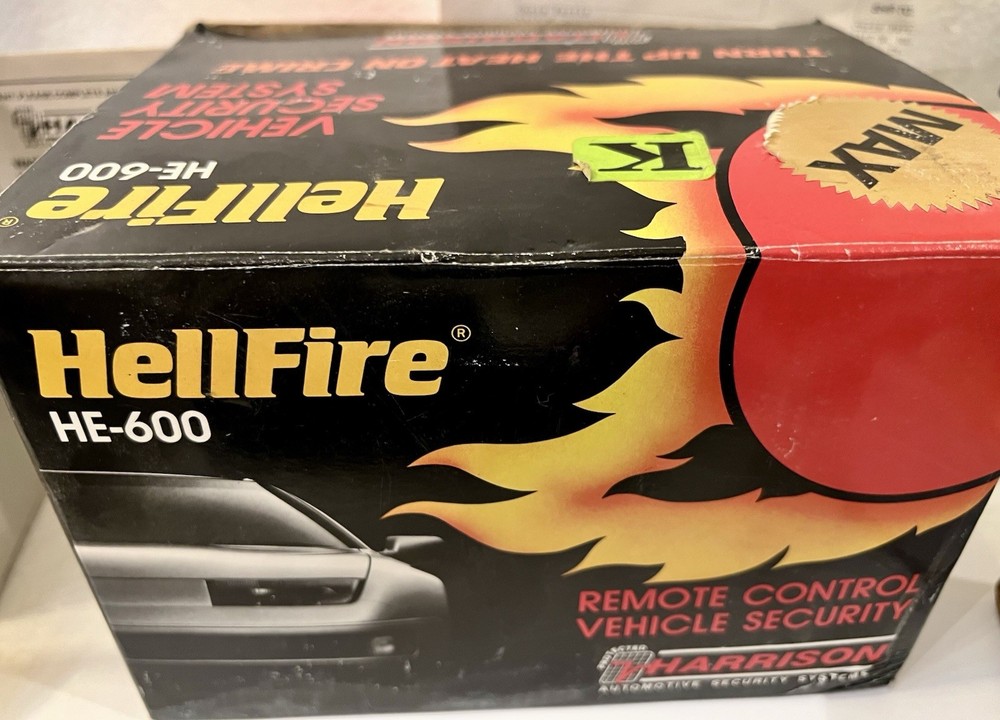 TURN UP THE HEAT ON CRIME
VEHICLE
SECURITY
SYSTEM
HellFire®
HE-600
K
MAX
HellFire®
HE-600
REMOTE CONTROL
VEHICLE SECURITY
HARRISON
AUTOMOTIVE SECURITY SYSTEMS